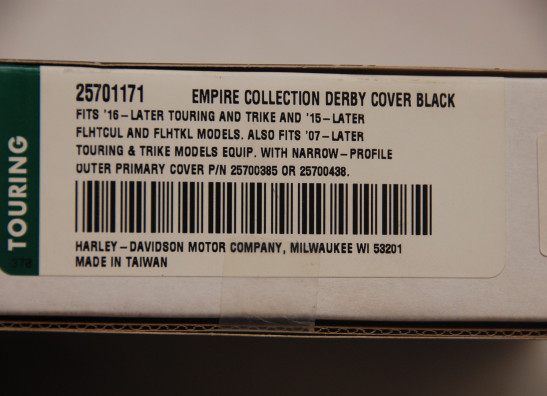 TOURING
25701171 EMPIRE COLLECTION DERBY COVER BLACK
FITS '16-LATER TOURING AND TRIKE AND '15-LATER
FLHTCUL AND FLHTKL MODELS. ALSO FITS '07-LATER
TOURING & TRIKE MODELS EQUIP. WITH NARROW-PROFILE
OUTER PRIMARY COVER P/N 25700385 OR 25700438.
HARLEY-DAVIDSON MOTOR COMPANY, MILWAUKEE WI 53201
MADE IN TAIWAN